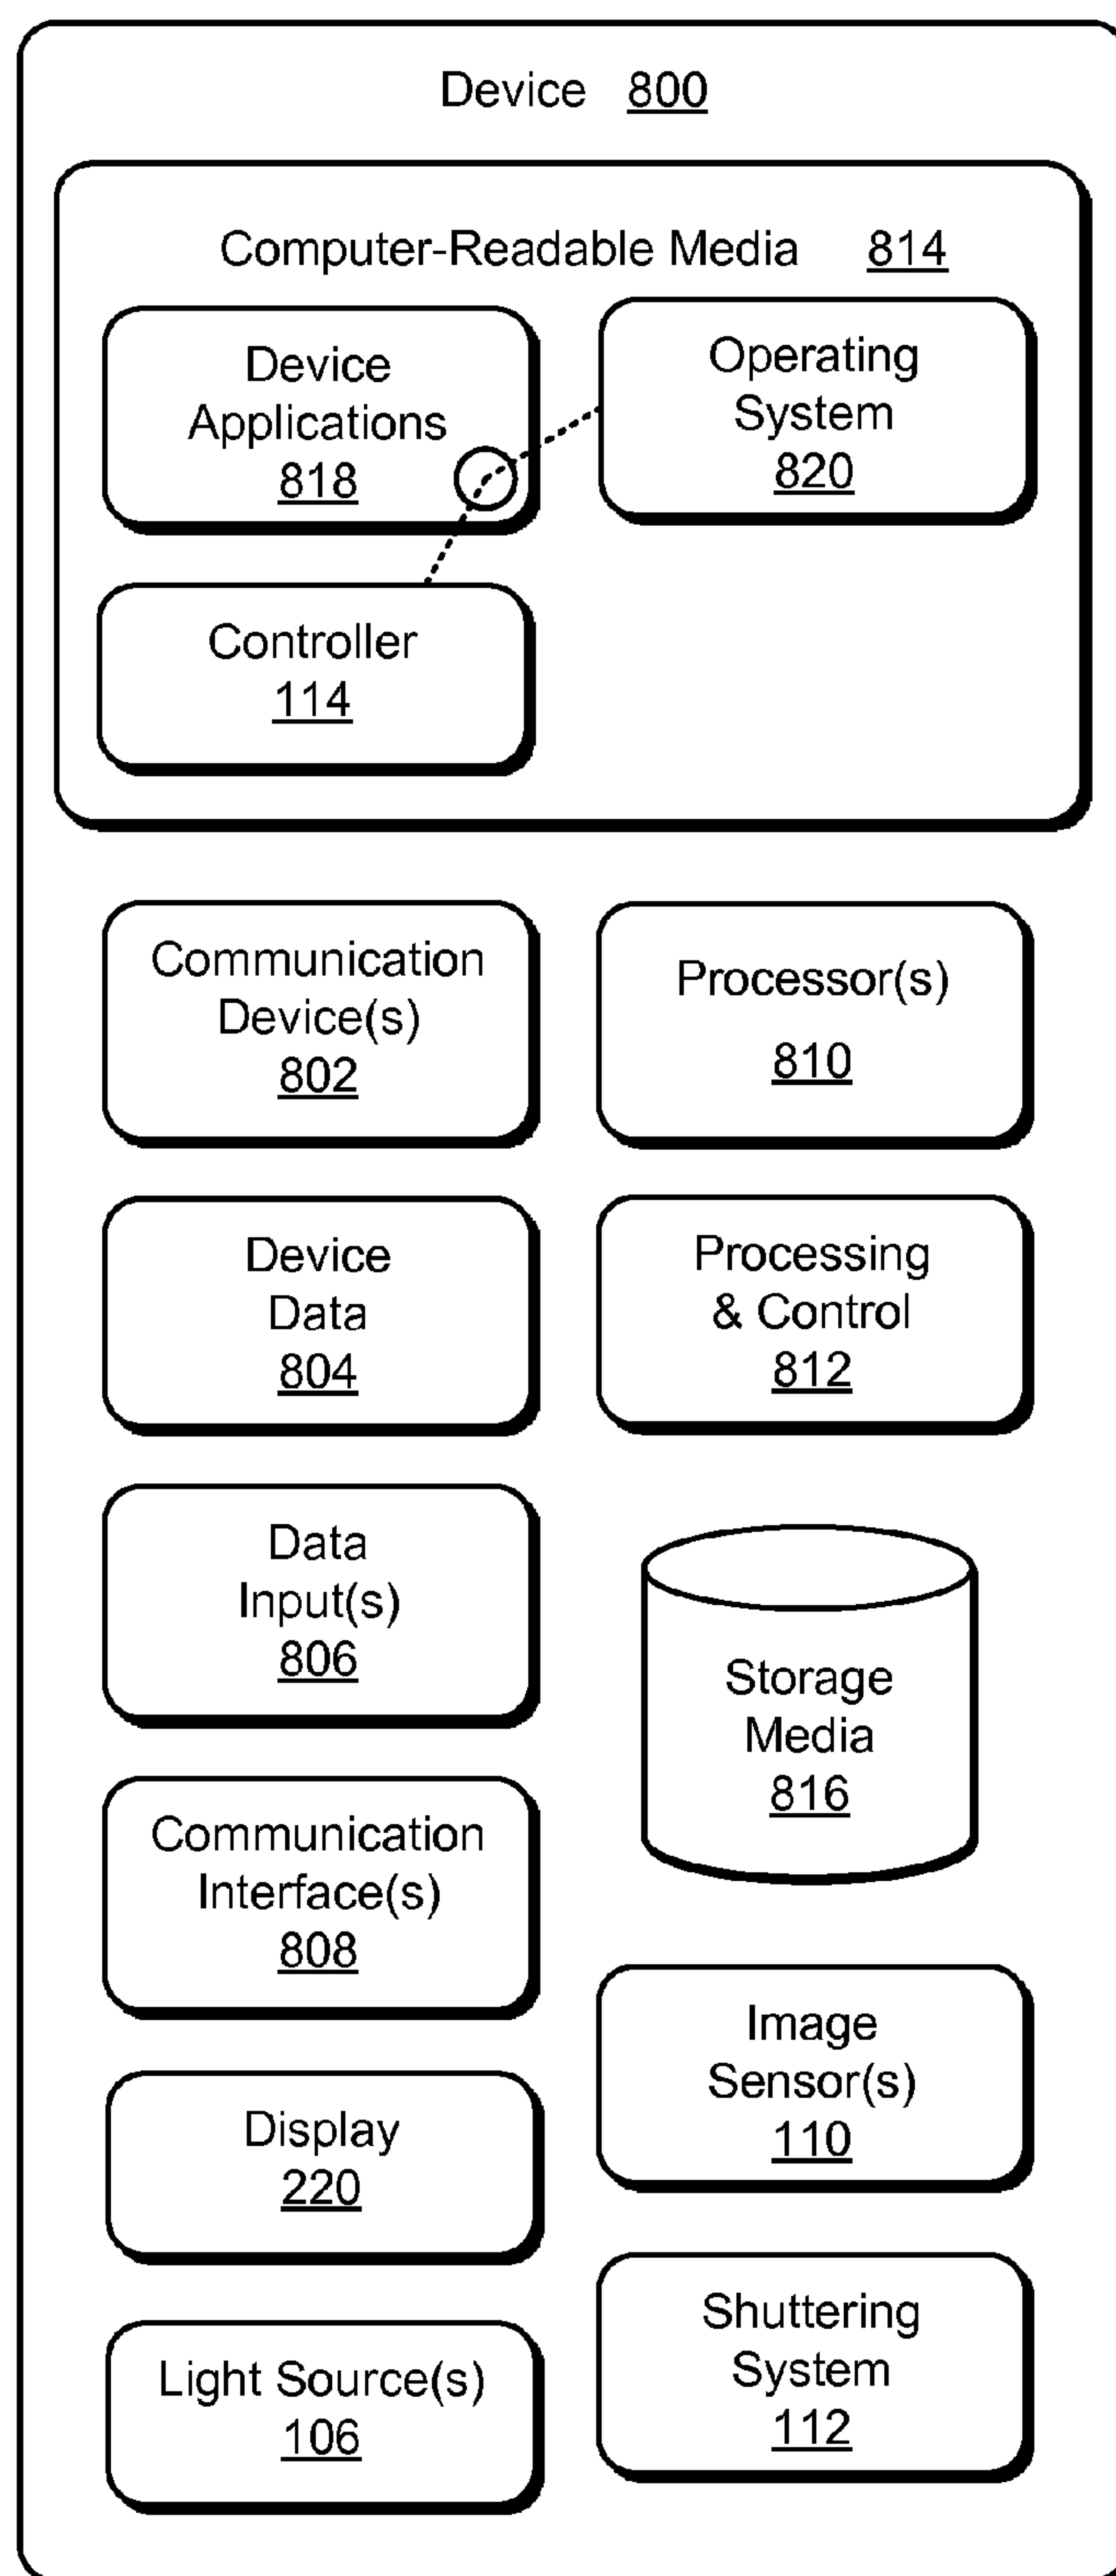 Device 800
Computer-Readable Media 814
Device
Applications
818
Operating
System
820
Controller
114
Communication
Device(s)
802
Processor(s)
810
Device
Data
804
Processing
& Control
812
Data
Input(s)
806
Storage
Media
816
Communication
Interface(s)
808
Image
Sensor(s)
110
Display
220
Shuttering
System
112
Light Source(s)
106